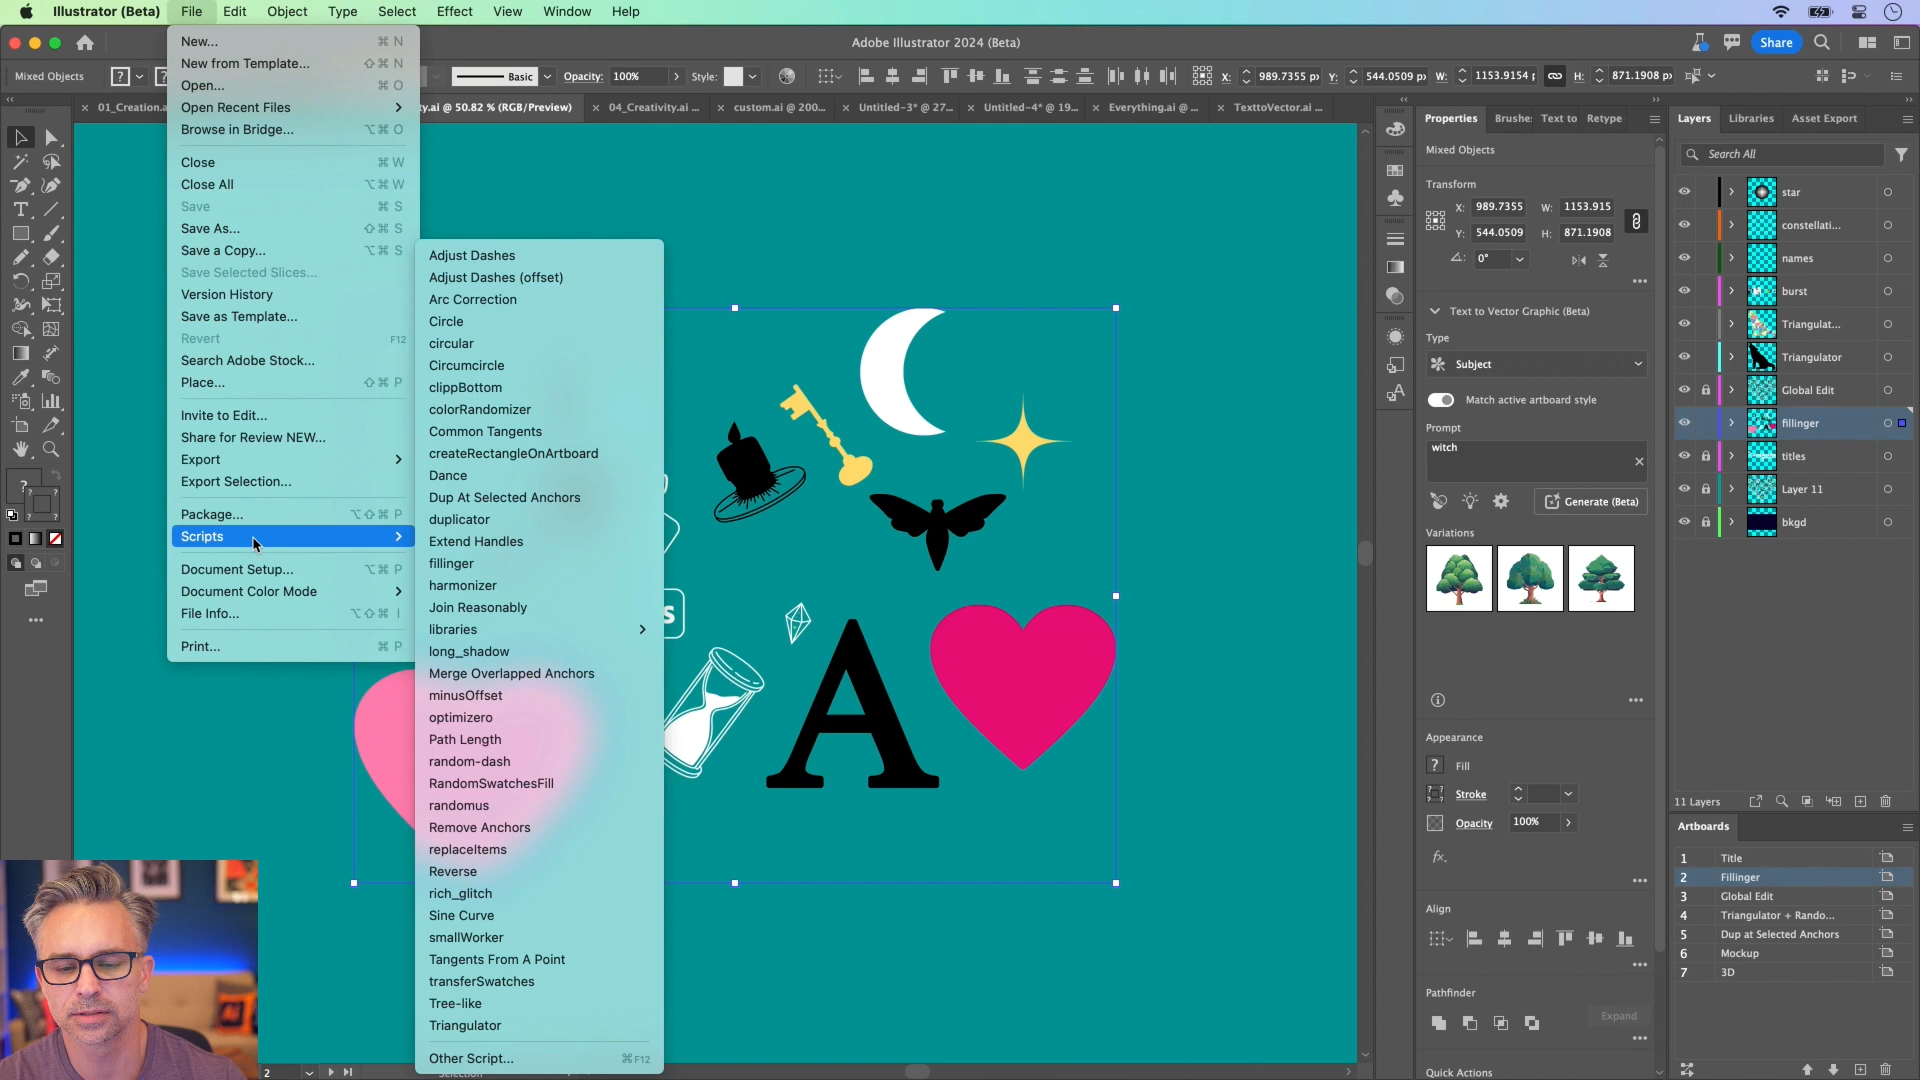 Illustrator (Beta) File Edit Object Type Select Effect View Window Help
Adobe Illustrator 2024 (Beta)
Share
Mixed Objects
Basic
Opacity: 100%
Style:
X: 989.7355 px
Y: 544.0509 px
W: 1153.9154
H: 871.1908 px
01_Creation.a
ty.ai @ 50.82 % (RGB/Preview)
04_Creativity.ai ...
custom.ai @ 200...
Untitled-3* @ 27...
Untitled-4* @ 19...
Everything.ai @ ...
TexttoVector.ai ...
New... ⌘ N
New from Template... ⇧ ⌘ N
Open... ⌘ O
Open Recent Files
Browse in Bridge... ⌥ ⌘ O
Close ⌘ W
Close All ⌥ ⌘ W
Save ⌘ S
Save As... ⇧ ⌘ S
Save a Copy... ⌥ ⌘ S
Save Selected Slices...
Version History
Save as Template...
Revert F12
Search Adobe Stock...
Place... ⇧ ⌘ P
Invite to Edit...
Share for Review NEW...
Export
Export Selection...
Package... ⌥ ⇧ ⌘ P
Scripts
Document Setup... ⌥ ⌘ P
Document Color Mode
File Info... ⌥ ⇧ ⌘ I
Print... ⌘ P
Adjust Dashes
Adjust Dashes (offset)
Arc Correction
Circle
circular
Circumcircle
clippBottom
colorRandomizer
Common Tangents
createRectangleOnArtboard
Dance
Dup At Selected Anchors
duplicator
Extend Handles
fillinger
harmonizer
Join Reasonably
libraries
long_shadow
Merge Overlapped Anchors
minusOffset
optimizero
Path Length
random-dash
RandomSwatchesFill
randomus
Remove Anchors
replaceItems
Reverse
rich_glitch
Sine Curve
smallWorker
Tangents From A Point
transferSwatches
Tree-like
Triangulator
Other Script... ⌘F12
s
A
2
Selection
Properties Brushes Text to Retype
Mixed Objects
Transform
X: 989.7355 W: 1153.915
Y: 544.0509 H: 871.1908
0°
Text to Vector Graphic (Beta)
Type
Subject
Match active artboard style
Prompt
witch
Generate (Beta)
Variations
Appearance
? Fill
Stroke
Opacity 100%
fx.
Align
Pathfinder
Expand
Quick Actions
Layers Libraries Asset Export
Search All
star
constellati...
names
burst
Triangulat...
Triangulator
Global Edit
fillinger
titles
Layer 11
bkgd
11 Layers
Artboards
1 Title
2 Fillinger
3 Global Edit
4 Triangulator + Rando...
5 Dup at Selected Anchors
6 Mockup
7 3D